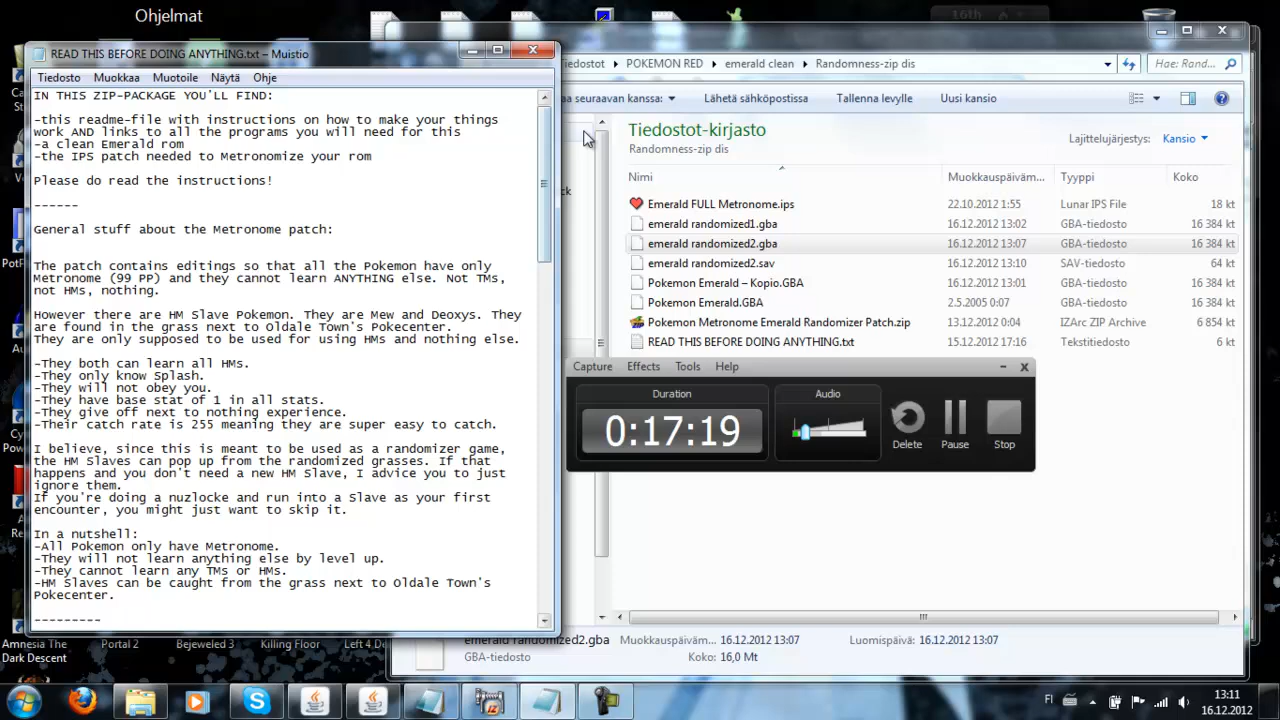 Ohjelmat
16th
READ THIS BEFORE DOING ANYTHING.txt – Muistio
Tiedosto Muokkaa Muotoile Näytä Ohje
IN THIS ZIP-PACKAGE YOU'LL FIND:
-this readme-file with instructions on how to make your things
work AND links to all the programs you will need for this
-a clean Emerald rom
-the IPS patch needed to Metronomize your rom
Please do read the instructions!
------
General stuff about the Metronome patch:
The patch contains editings so that all the Pokemon have only
Metronome (99 PP) and they cannot learn ANYTHING else. Not TMs,
not HMs, nothing.
However there are HM Slave Pokemon. They are Mew and Deoxys. They
are found in the grass next to Oldale Town's Pokecenter.
They are only supposed to be used for using HMs and nothing else.
-They both can learn all HMs.
-They only know Splash.
-They will not obey you.
-They have base stat of 1 in all stats.
-They give off next to nothing experience.
-Their catch rate is 255 meaning they are super easy to catch.
I believe, since this is meant to be used as a randomizer game,
the HM Slaves can pop up from the randomized grasses. If that
happens and you don't need a new HM Slave, I advice you to just
ignore them.
If you're doing a nuzlocke and run into a Slave as your first
encounter, you might just want to skip it.
In a nutshell:
-All Pokemon only have Metronome.
-They will not learn anything else by level up.
-They cannot learn any TMs or HMs.
-HM Slaves can be caught from the grass next to Oldale Town's
Pokecenter.
---------
Tiedostot POKEMON RED emerald clean Randomness-zip dis Hae: Rand...
seuraavan kanssa: Lähetä sähköpostissa Tallenna levylle Uusi kansio
Tiedostot-kirjasto
Randomness-zip dis
Lajittelujärjestys: Kansio
Nimi Muokkauspäiväm... Tyyppi Koko
Emerald FULL Metronome.ips 22.10.2012 1:55 Lunar IPS File 18 kt
emerald randomized1.gba 16.12.2012 13:02 GBA-tiedosto 16 384 kt
emerald randomized2.gba 16.12.2012 13:07 GBA-tiedosto 16 384 kt
emerald randomized2.sav 16.12.2012 13:10 SAV-tiedosto 64 kt
Pokemon Emerald – Kopio.GBA 16.12.2012 13:01 GBA-tiedosto 16 384 kt
Pokemon Emerald.GBA 2.5.2005 0:07 GBA-tiedosto 16 384 kt
Pokemon Metronome Emerald Randomizer Patch.zip 13.12.2012 0:04 IZArc ZIP Archive 6 854 kt
READ THIS BEFORE DOING ANYTHING.txt 15.12.2012 17:16 Tekstitiedosto 6 kt
Capture Effects Tools Help
Duration Audio
0:17:19
Delete Pause Stop
emerald randomized2.gba Muokkauspäiväm... 16.12.2012 13:07 Luomispäivä: 16.12.2012 13:07
GBA-tiedosto Koko: 16,0 Mt
Amnesia The
Dark Descent
Portal 2 Bejeweled 3 Killing Floor Left 4 D
FI
13:11
16.12.2012